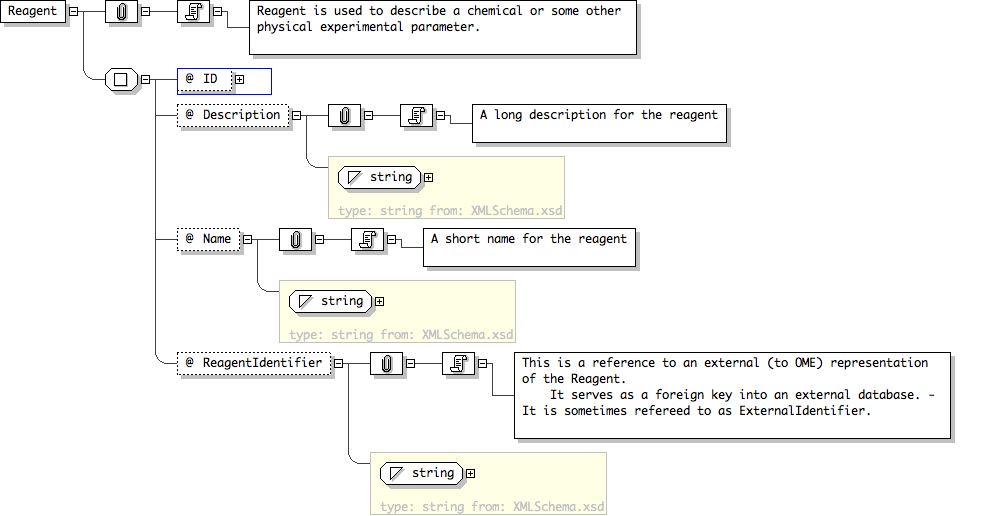 Reagent
Reagent is used to describe a chemical or some other
physical experimental parameter.
@ ID
@ Description
A long description for the reagent
string
type: string from: XMLSchema.xsd
@ Name
A short name for the reagent
string
type: string from: XMLSchema.xsd
@ ReagentIdentifier
This is a reference to an external (to OME) representation
of the Reagent.
It serves as a foreign key into an external database. -
It is sometimes refereed to as ExternalIdentifier.
string
type: string from: XMLSchema.xsd